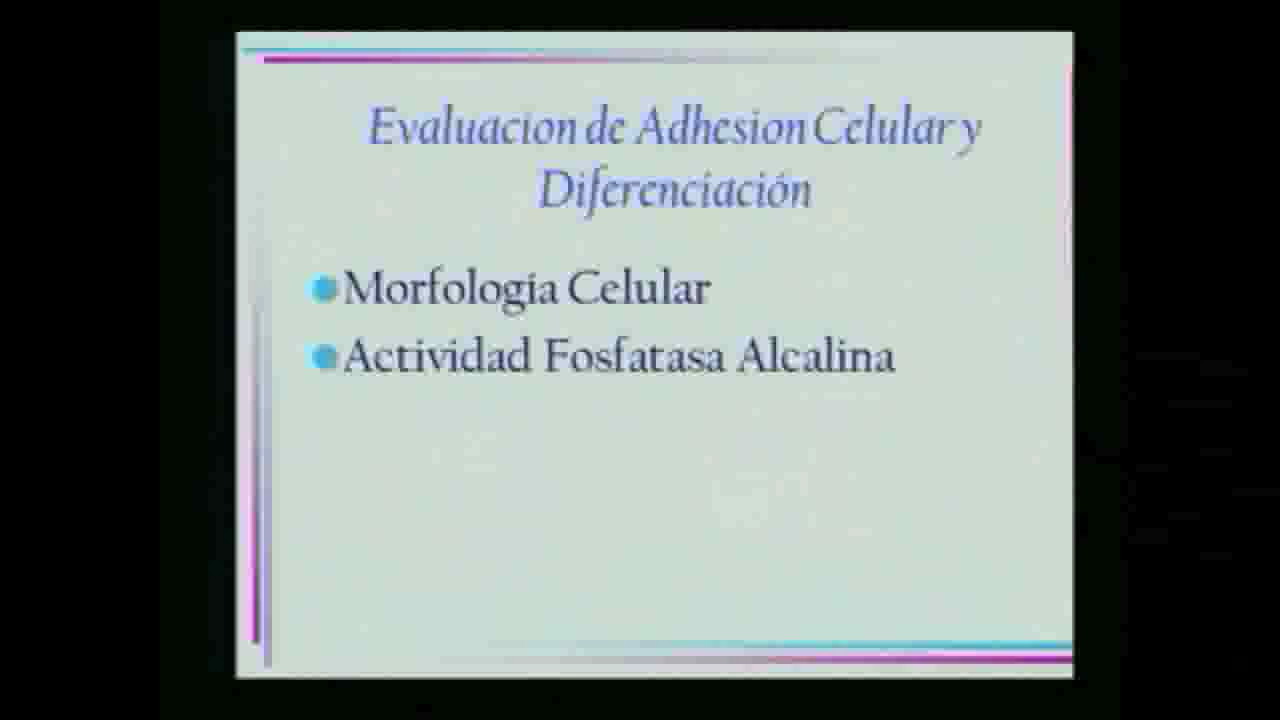 Evaluacion de Adhesion Celular y
Diferenciación
Morfología Celular
Actividad Fosfatasa Alcalina